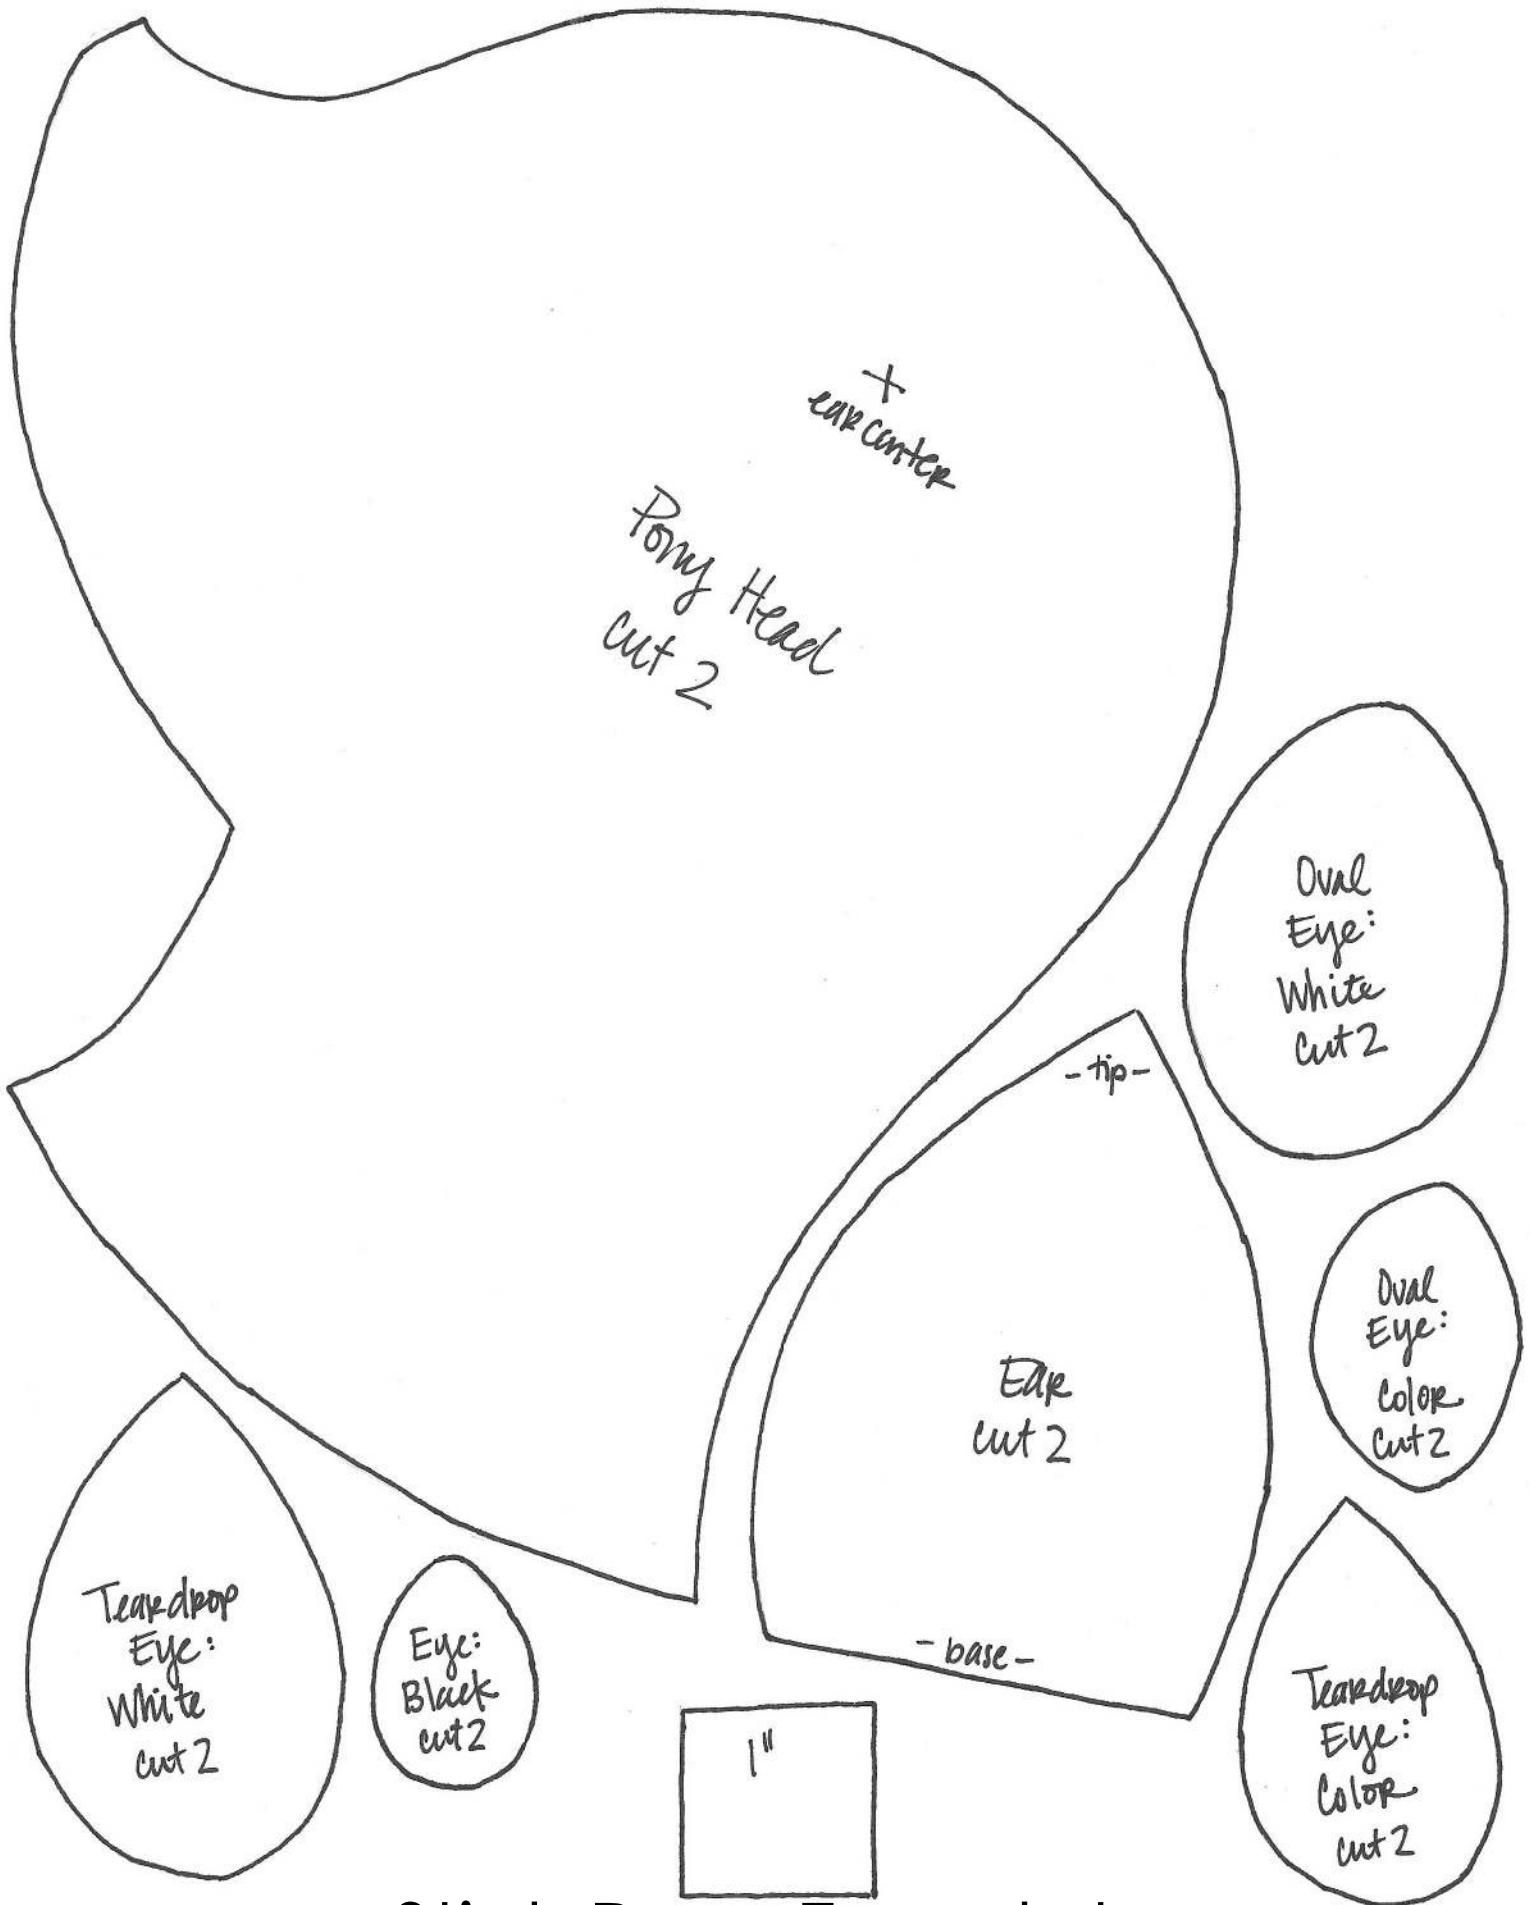 ear center
Pony Head
cut 2
Oval
Eye:
White
cut 2
-tip-
Oval
Eye:
Color
cut 2
Ear
cut 2
-base-
Teardrop
Eye:
White
cut 2
Eye:
Black
cut 2
1"
Teardrop
Eye:
Color
cut 2